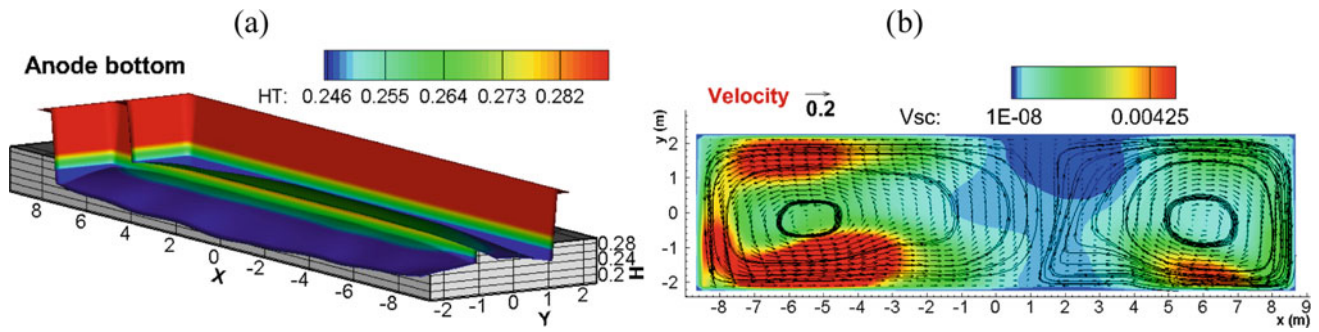 (a)
(b)
Anode bottom
HT: 0.246 0.255 0.264 0.273 0.282
8 6 4 2 0 -2 -4 -6 -8
X
-2 -1 0 1 2
Y
0.28
0.24
0.2
H
Velocity
0.2
Vsc: 1E-08 0.00425
y (m)
2
1
0
-1
-2
-8 -7 -6 -5 -4 -3 -2 -1 0 1 2 3 4 5 6 7 8 9
x (m)